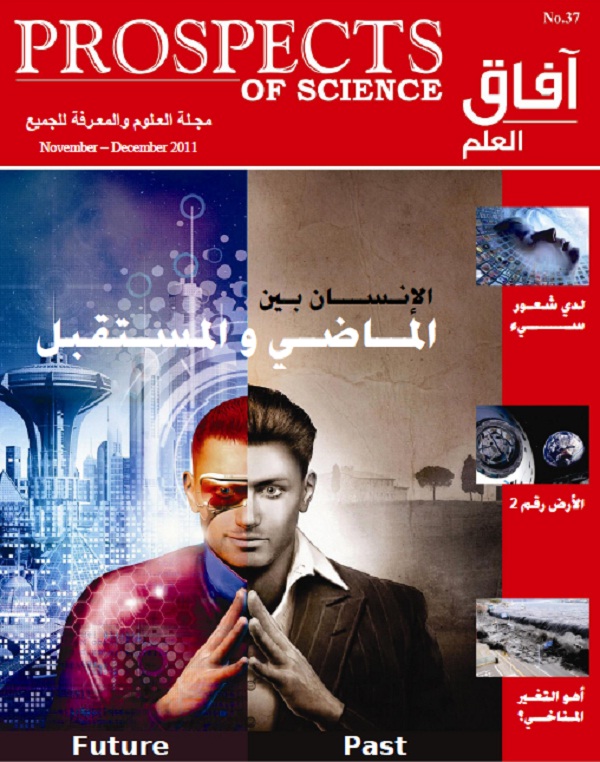 No.37
PROSPECTS
OF SCIENCE
آفاق
العلم
مجلة العلوم والمعرفة للجميع
November – December 2011
الإنسان بين
الماضي والمستقبل
لدي شعور
سيء
الأرض رقم 2
أهو التغير
المناخي؟
Future
Past